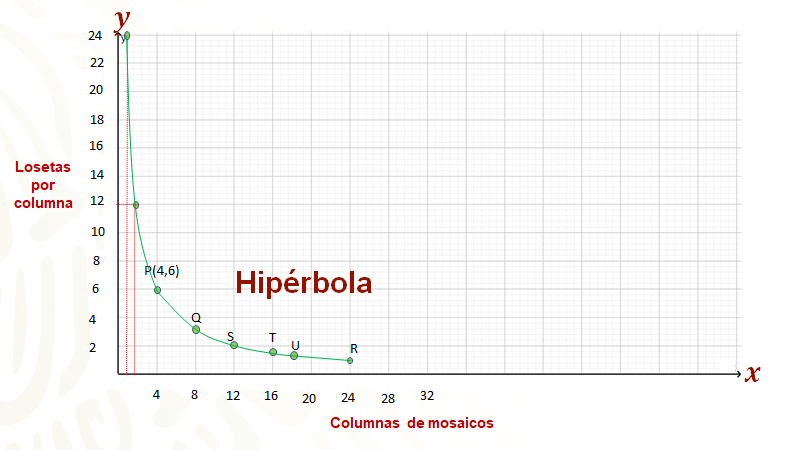 y
24
y
22
20
18
16
Losetas
por
columna
14
12
10
8
6
4
2
P(4,6)
Hipérbola
Q
S
T
U
R
x
4
8
12
16
20
24
28
32
Columnas de mosaicos